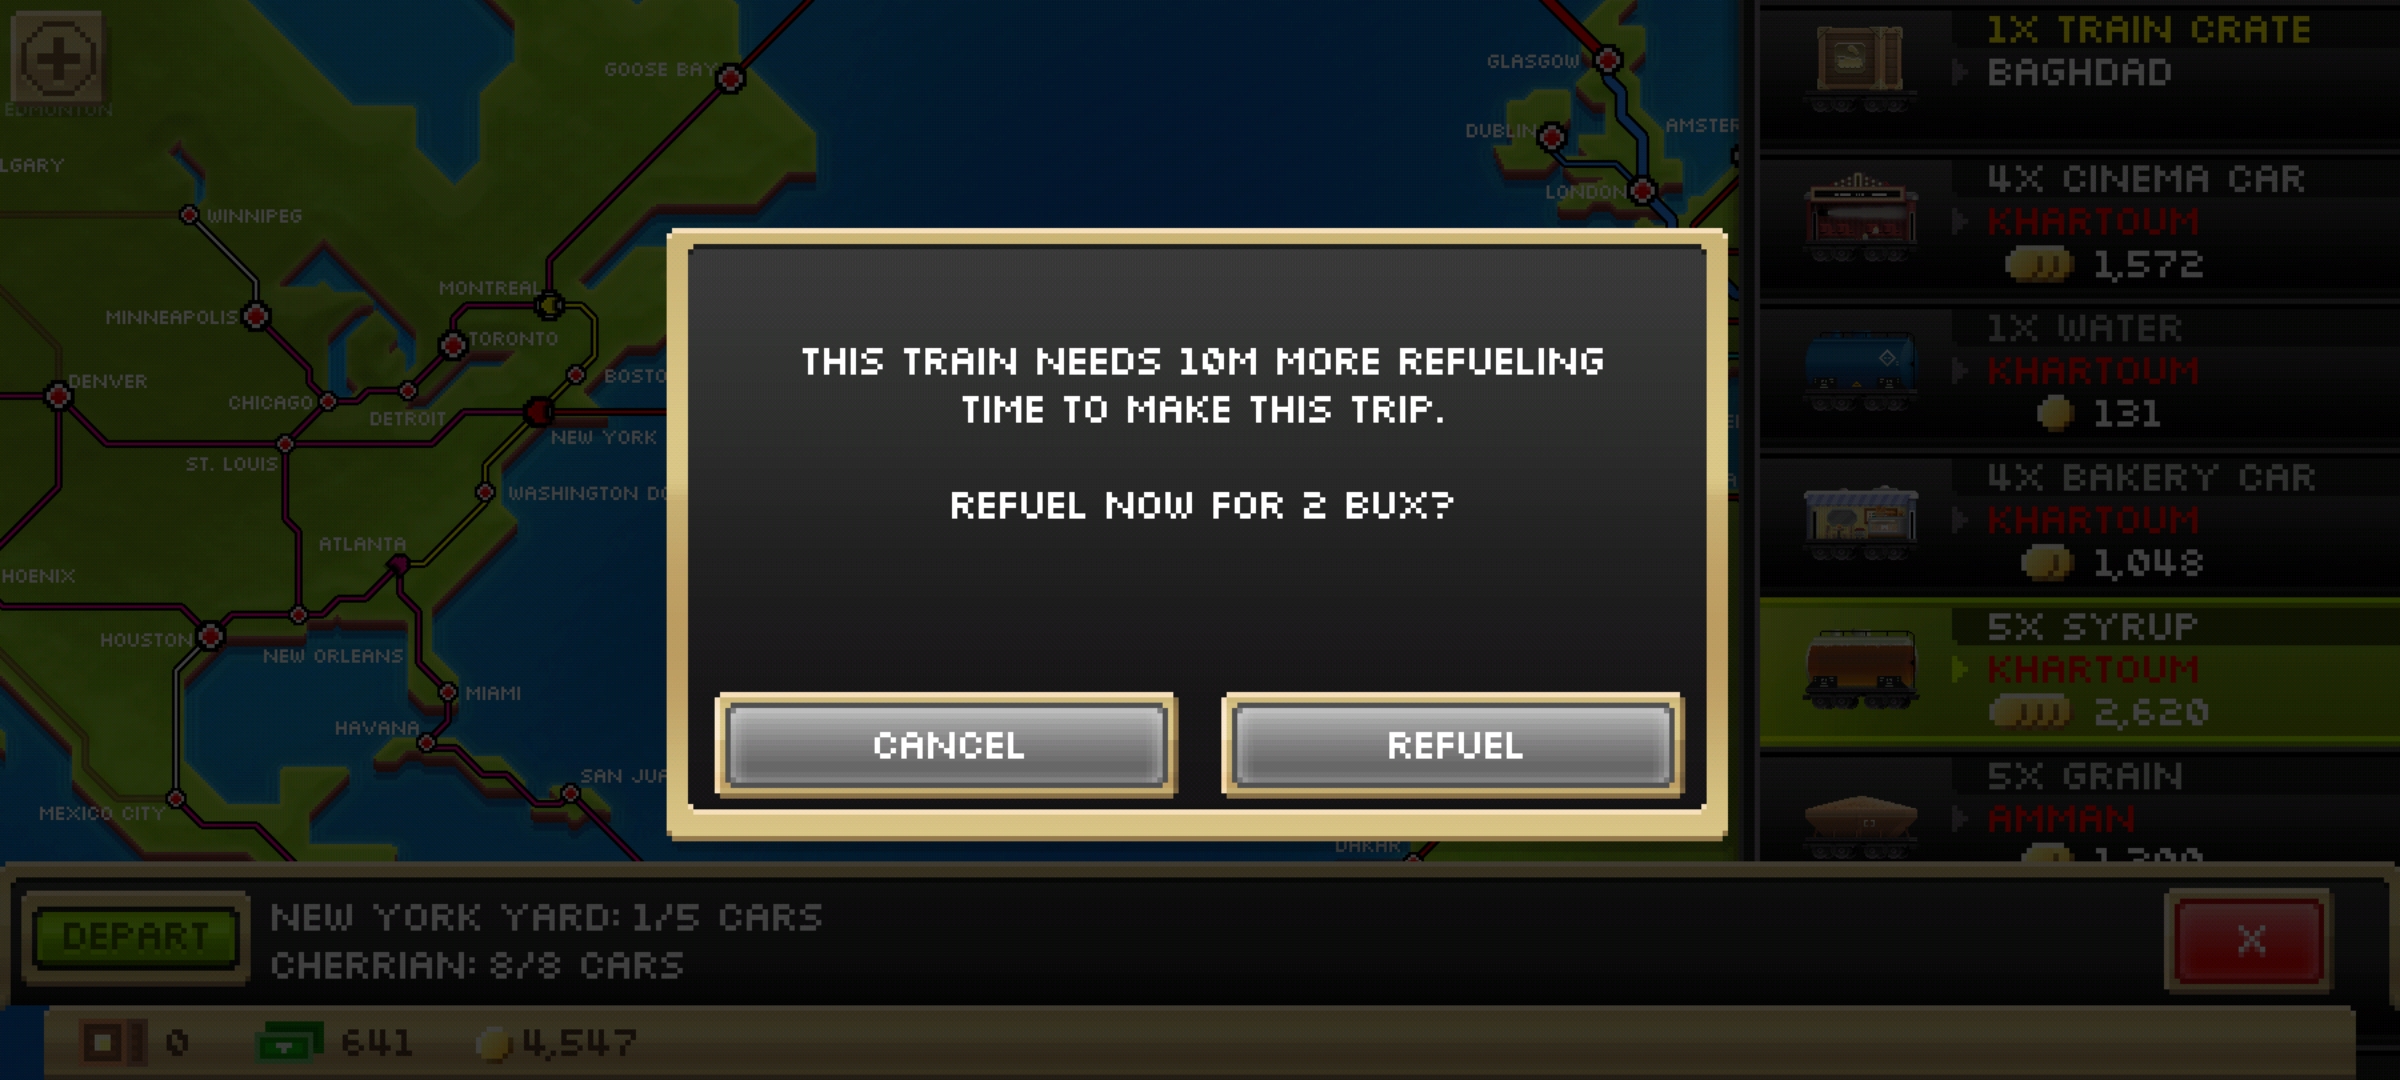 EDMONTON
LGARY
WINNIPEG
GOOSE BAY
GLASGOW
DUBLIN
AMSTER
LONDON
MONTREAL
MINNEAPOLIS
TORONTO
DENVER
CHICAGO
DETROIT
BOSTO
NEW YORK
ST. LOUIS
WASHINGTON DC
ATLANTA
HOENIX
HOUSTON
NEW ORLEANS
MIAMI
HAVANA
SAN JUA
MEXICO CITY
DAKAR
THIS TRAIN NEEDS 10M MORE REFUELING
TIME TO MAKE THIS TRIP.
REFUEL NOW FOR 2 BUX?
CANCEL
REFUEL
1X TRAIN CRATE
BAGHDAD
4X CINEMA CAR
KHARTOUM
1,572
1X WATER
KHARTOUM
131
4X BAKERY CAR
KHARTOUM
1,048
5X SYRUP
KHARTOUM
2,620
5X GRAIN
AMMAN
DEPART
NEW YORK YARD: 1/5 CARS
CHERRIAN: 8/8 CARS
X
0
641
4,547